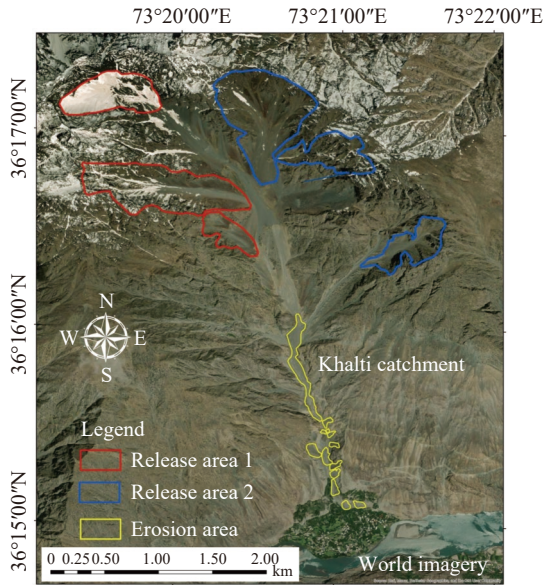 73°20′00″E 73°21′00″E 73°22′00″E
36°17′00″N
36°16′00″N
36°15′00″N
N
W E
S
Khalti catchment
Legend
Release area 1
Release area 2
Erosion area
0 0.25 0.50 1.00 1.50 2.00
km
World imagery